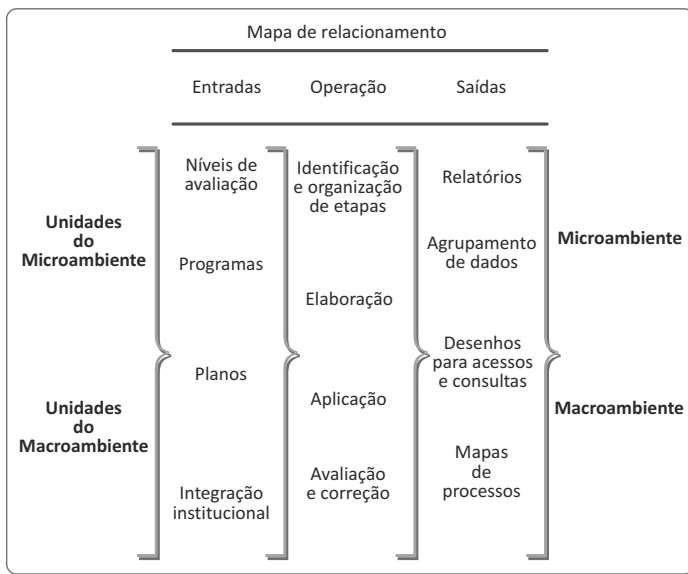 Mapa de relacionamento
Entradas
Operação
Saídas
Unidades
do
Microambiente
Unidades
do
Macroambiente
Níveis de
avaliação
Programas
Planos
Integração
institucional
Identificação
e organização
de etapas
Elaboração
Aplicação
Avaliação
e correção
Relatórios
Agrupamento
de dados
Desenhos
para acessos
e consultas
Mapas
de
processos
Microambiente
Macroambiente